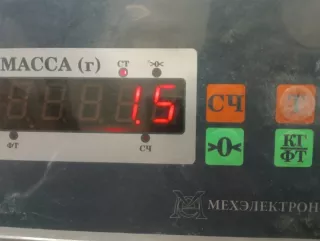 МАССА (г)
СТ >0<
1.5
СЧ
ФТ СЧ
>0< КГ
ФТ
МЕХЭЛЕКТРОН